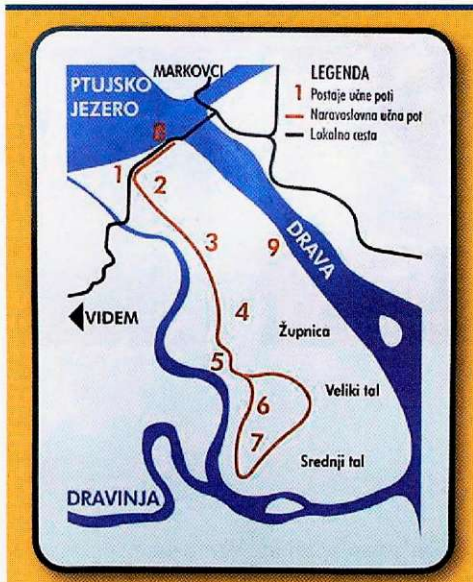 MARKOVCI
PTUJSKO
JEZERO
LEGENDA
1 Postaje učne poti
Naravoslovna učna pot
Lokalna cesta
1
2
3
9
DRAVA
4
VIDEM
Župnica
5
6
Veliki tal
7
Srednji tal
DRAVINJA